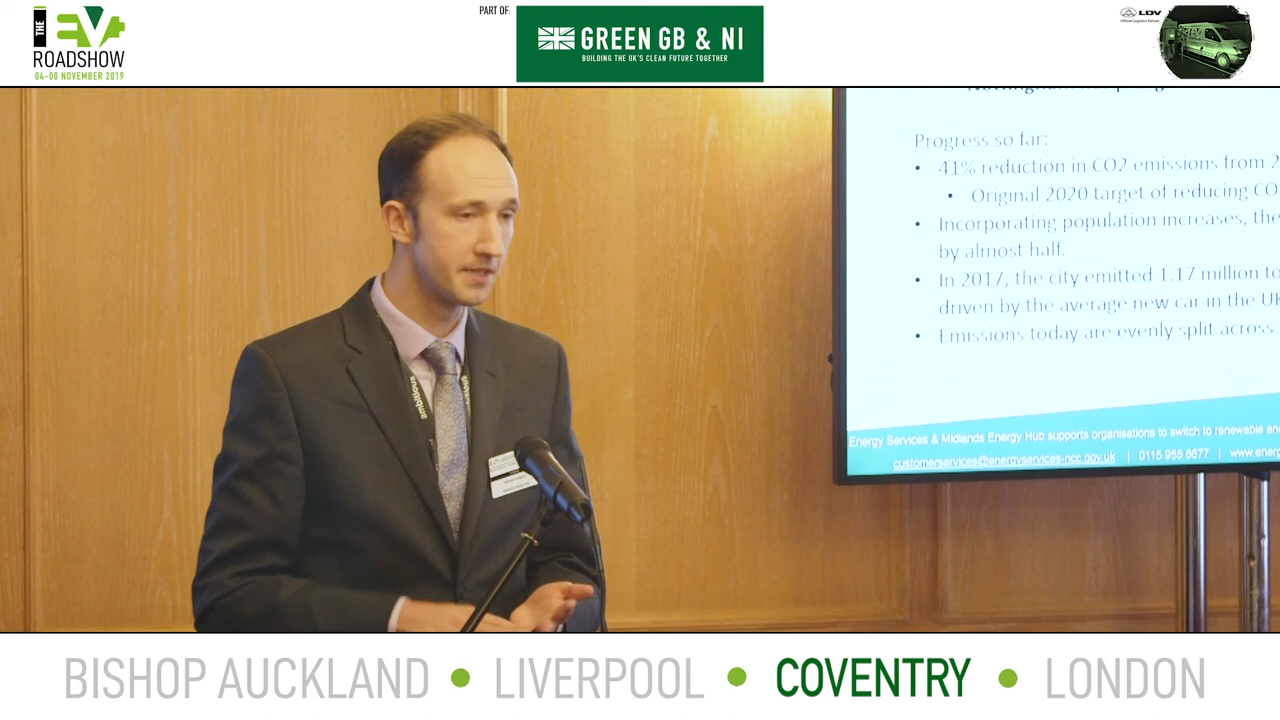 THE EV
ROADSHOW
04-08 NOVEMBER 2019
PART OF:
GREEN GB & NI
BUILDING THE UK'S CLEAN FUTURE TOGETHER
LDV
Official Logistics Partner
Progress so far:
• 41% reduction in CO2 emissions from 2
• Original 2020 target of reducing CO
• Incorporating population increases, the
by almost half.
• In 2017, the city emitted 1.17 million to
driven by the average new car in the UK
• Emissions today are evenly split across
Energy Services & Midlands Energy Hub supports organisations to switch to renewable an
customerservices@energyservices-ncc.gov.uk | 0115 955 6677 | www.energ
ambitious
BISHOP AUCKLAND • LIVERPOOL • COVENTRY • LONDON